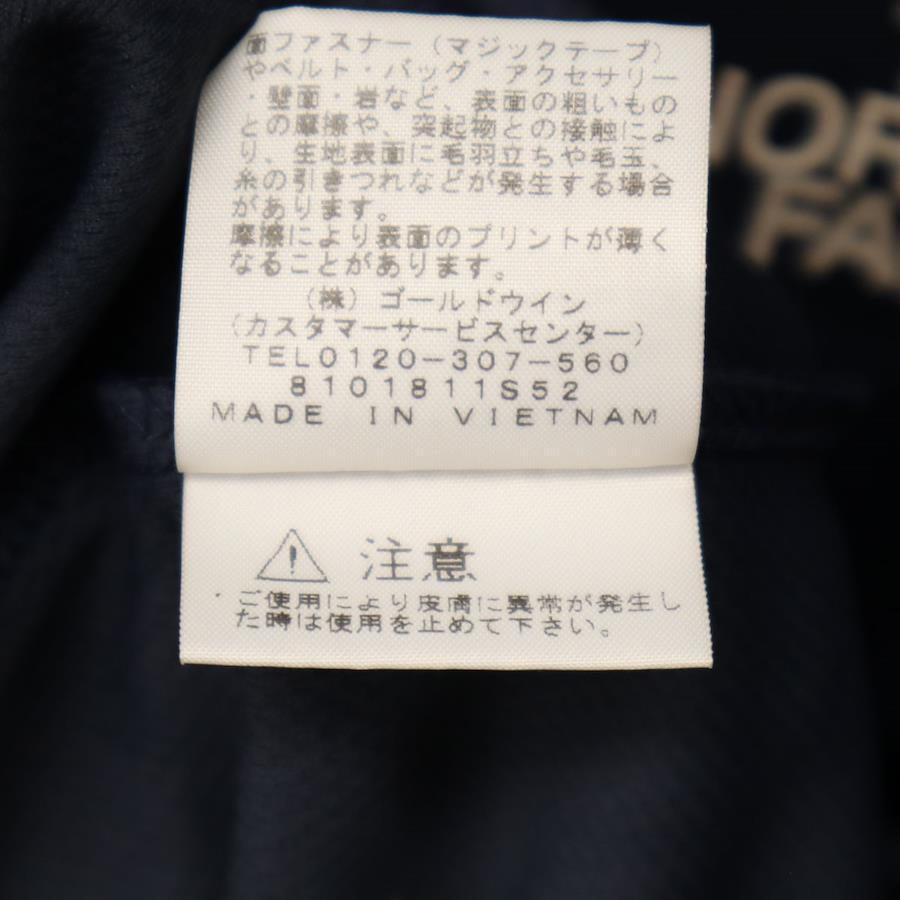 面ファスナー（マジックテープ）
やベルト・バッグ・アクセサリー
・壁面・岩など、表面の粗いもの
との摩擦や、突起物との接触によ
り、生地表面に毛羽立ちや毛玉、
糸の引きつれなどが発生する場合
があります。
摩擦により表面のプリントが薄く
なることがあります。
（株）ゴールドウイン
（カスタマーサービスセンター）
TEL0120-307-560
8101811S52
MADE IN VIETNAM
注意
ご使用により皮膚に異常が発生し
た時は使用を止めて下さい。